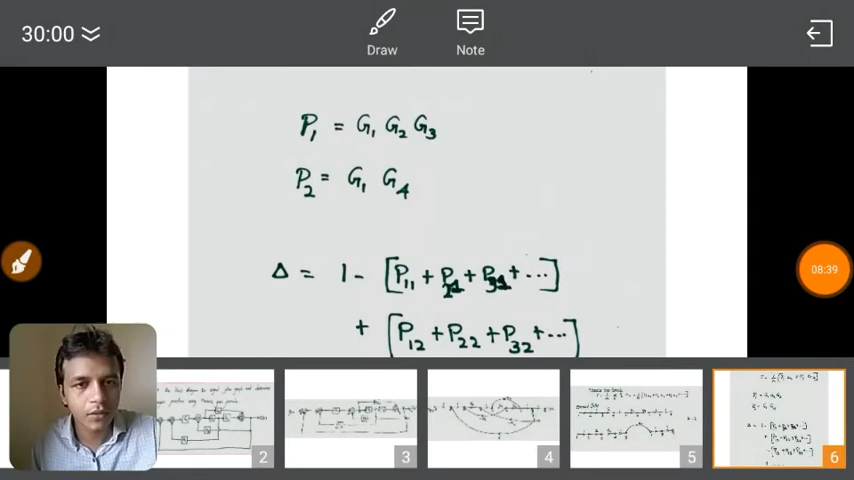 30:00
Draw
Note
P₁ = G₁ G₂ G₃
P₂ = G₁ G₄
Δ = 1 - [P₁₁ + P₂₁ + P₃₁ + ...]
+ [P₁₂ + P₂₂ + P₃₂ + ...]
08:39
2
3
4
5
6